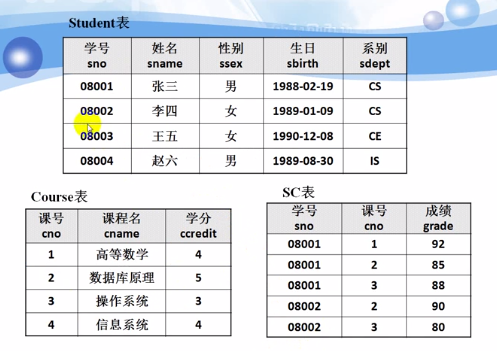 Student表
学号 姓名 性别 生日 系别
sno sname ssex sbirth sdept
08001 张三 男 1988-02-19 CS
08002 李四 女 1989-01-09 CS
08003 王五 女 1990-12-08 CE
08004 赵六 男 1989-08-30 IS
Course表
课号 课程名 学分
cno cname ccredit
1 高等数学 4
2 数据库原理 5
3 操作系统 3
4 信息系统 4
SC表
学号 课号 成绩
sno cno grade
08001 1 92
08001 2 85
08001 3 88
08002 2 90
08002 3 80